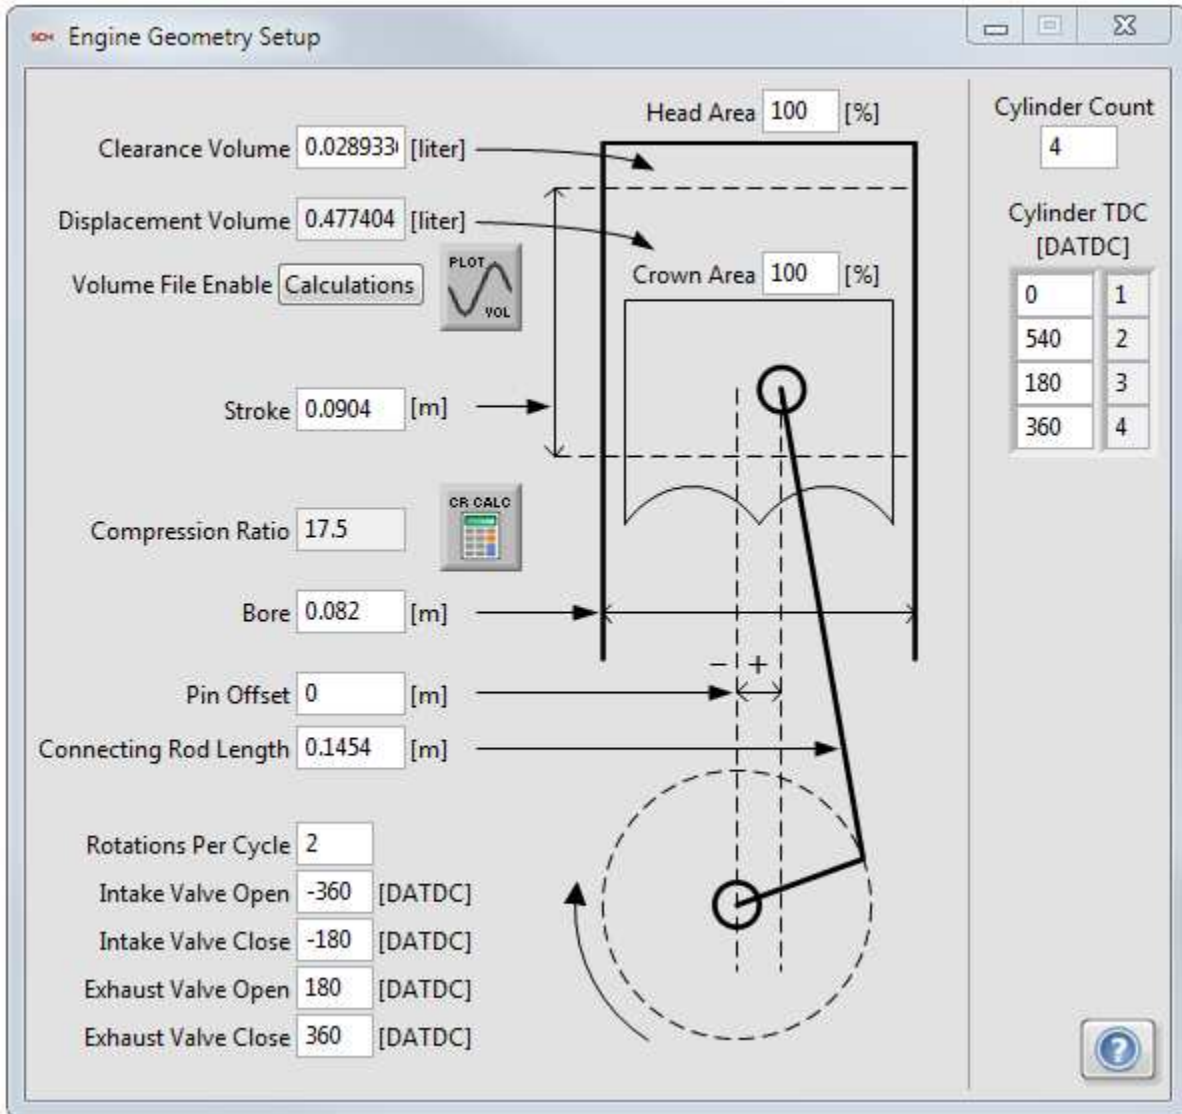 SCM Engine Geometry Setup
Head Area 100 [%]
Clearance Volume 0.028933 [liter]
Displacement Volume 0.477404 [liter]
Volume File Enable Calculations
PLOT
VOL
Crown Area 100 [%]
Stroke 0.0904 [m]
Compression Ratio 17.5
CR CALC
Bore 0.082 [m]
− +
Pin Offset 0 [m]
Connecting Rod Length 0.1454 [m]
Rotations Per Cycle 2
Intake Valve Open -360 [DATDC]
Intake Valve Close -180 [DATDC]
Exhaust Valve Open 180 [DATDC]
Exhaust Valve Close 360 [DATDC]
Cylinder Count
4
Cylinder TDC
[DATDC]
0 1
540 2
180 3
360 4
?